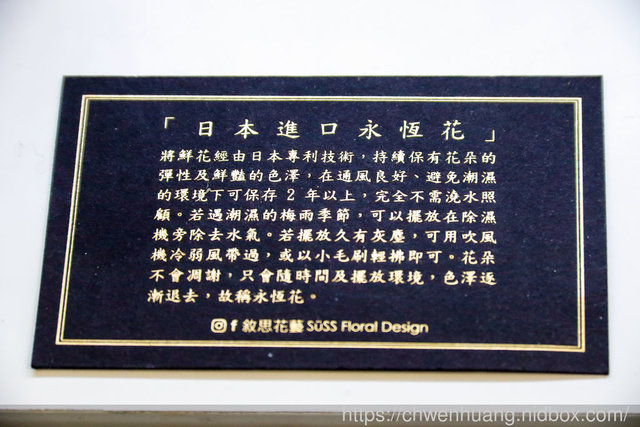 「日本進口永恆花」
將鮮花經由日本專利技術，持續保有花朵的
彈性及鮮豔的色澤，在通風良好、避免潮濕
的環境下可保存 2 年以上，完全不需澆水照
顧。若遇潮濕的梅雨季節，可以擺放在除濕
機旁除去水氣。若擺放久有灰塵，可用吹風
機冷弱風帶過，或以小毛刷輕拂即可。花朵
不會凋謝，只會隨時間及擺放環境，色澤逐
漸退去，故稱永恆花。
f 敘思花藝 SÜSS Floral Design
https://chwenhuang.nidbox.com/